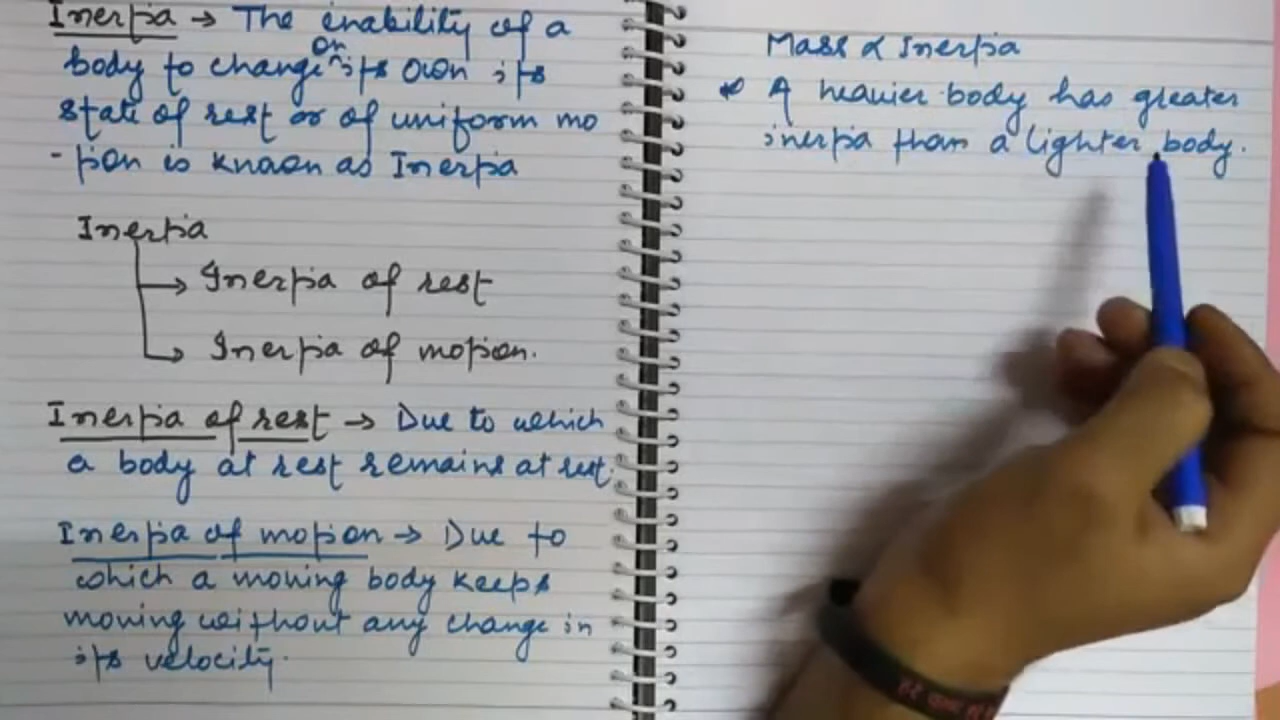 Inertia → The inability of a
body to change on its own its
state of rest or of uniform mo
-tion is known as Inertia
Inertia
→ Inertia of rest
→ Inertia of motion.
Inertia of rest → Due to which
a body at rest remains at rest.
Inertia of motion → Due to
which a moving body keeps
moving without any change in
its velocity.
Mass α Inertia
* A heavier body has greater
inertia than a lighter body.